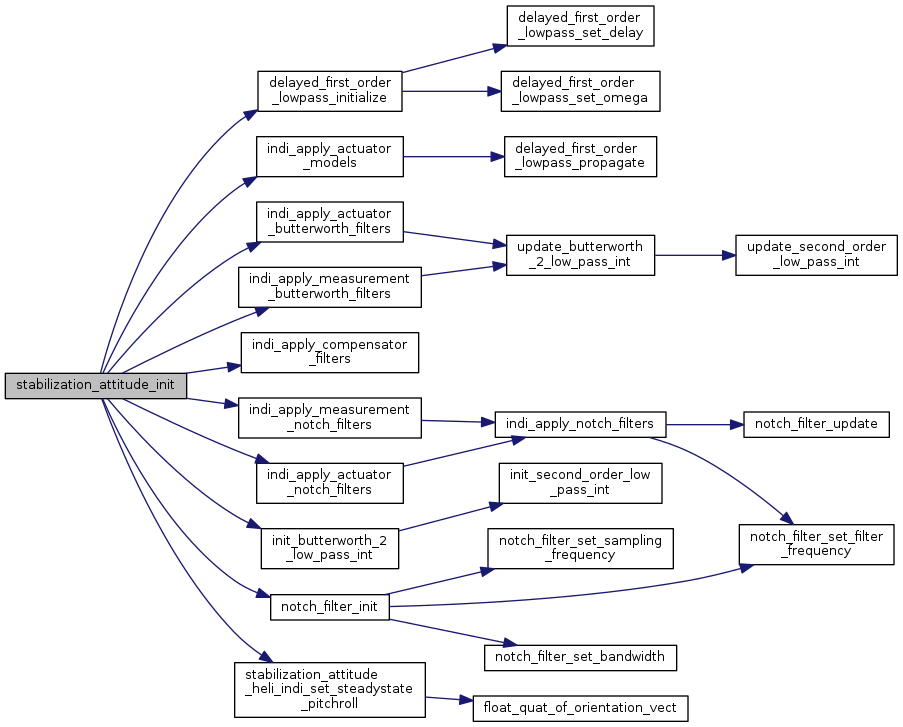 stabilization_attitude_init
delayed_first_order
_lowpass_initialize
delayed_first_order
_lowpass_set_delay
delayed_first_order
_lowpass_set_omega
indi_apply_actuator
_models
delayed_first_order
_lowpass_propagate
indi_apply_actuator
_butterworth_filters
indi_apply_measurement
_butterworth_filters
update_butterworth
_2_low_pass_int
update_second_order
_low_pass_int
indi_apply_compensator
_filters
indi_apply_measurement
_notch_filters
indi_apply_actuator
_notch_filters
indi_apply_notch_filters
notch_filter_update
notch_filter_set_filter
_frequency
init_butterworth_2
_low_pass_int
init_second_order_low
_pass_int
notch_filter_init
notch_filter_set_sampling
_frequency
notch_filter_set_bandwidth
stabilization_attitude
_heli_indi_set_steadystate
_pitchroll
float_quat_of_orientation_vect